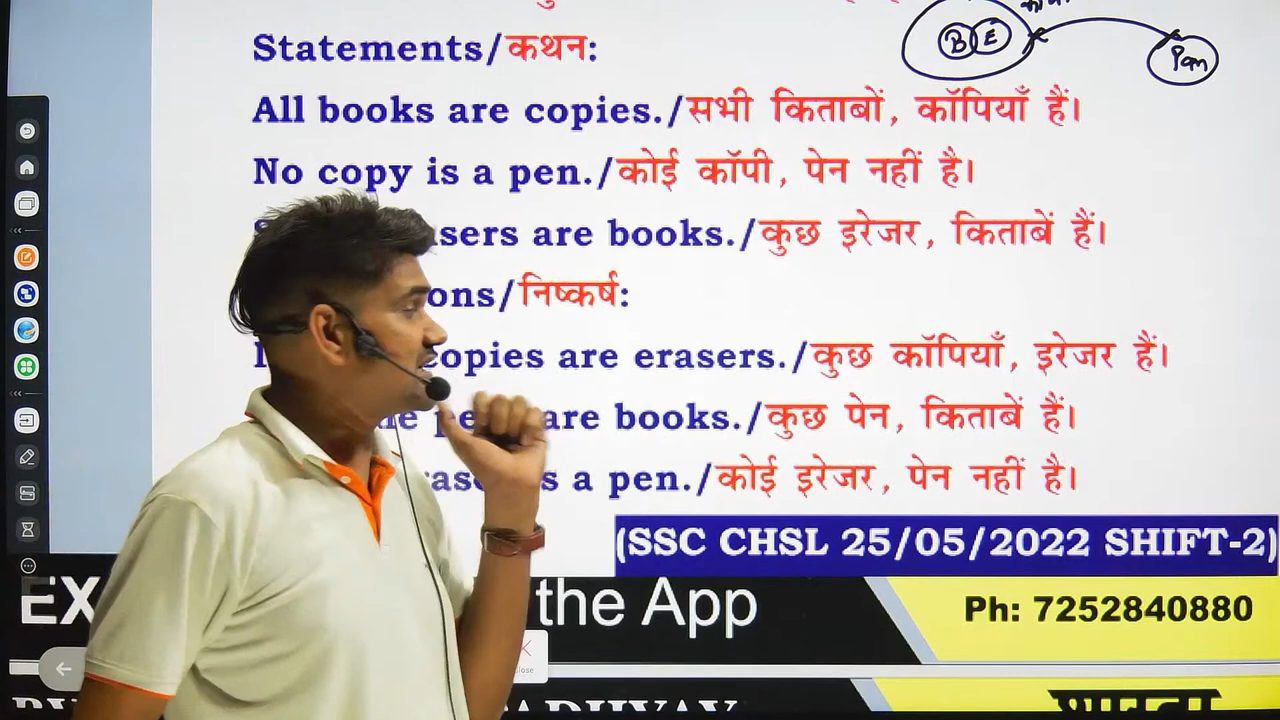 B E Pen
Statements/कथन:
All books are copies./सभी किताबों, कॉपियाँ हैं।
No copy is a pen./कोई कॉपी, पेन नहीं है।
are books./कुछ इरेजर, किताबें हैं।
/निष्कर्ष:
copies are erasers./कुछ कॉपियाँ, इरेजर हैं।
are books./कुछ पेन, किताबें हैं।
a pen./कोई इरेजर, पेन नहीं है।
(SSC CHSL 25/05/2022 SHIFT-2)
the App
Ph: 7252840880